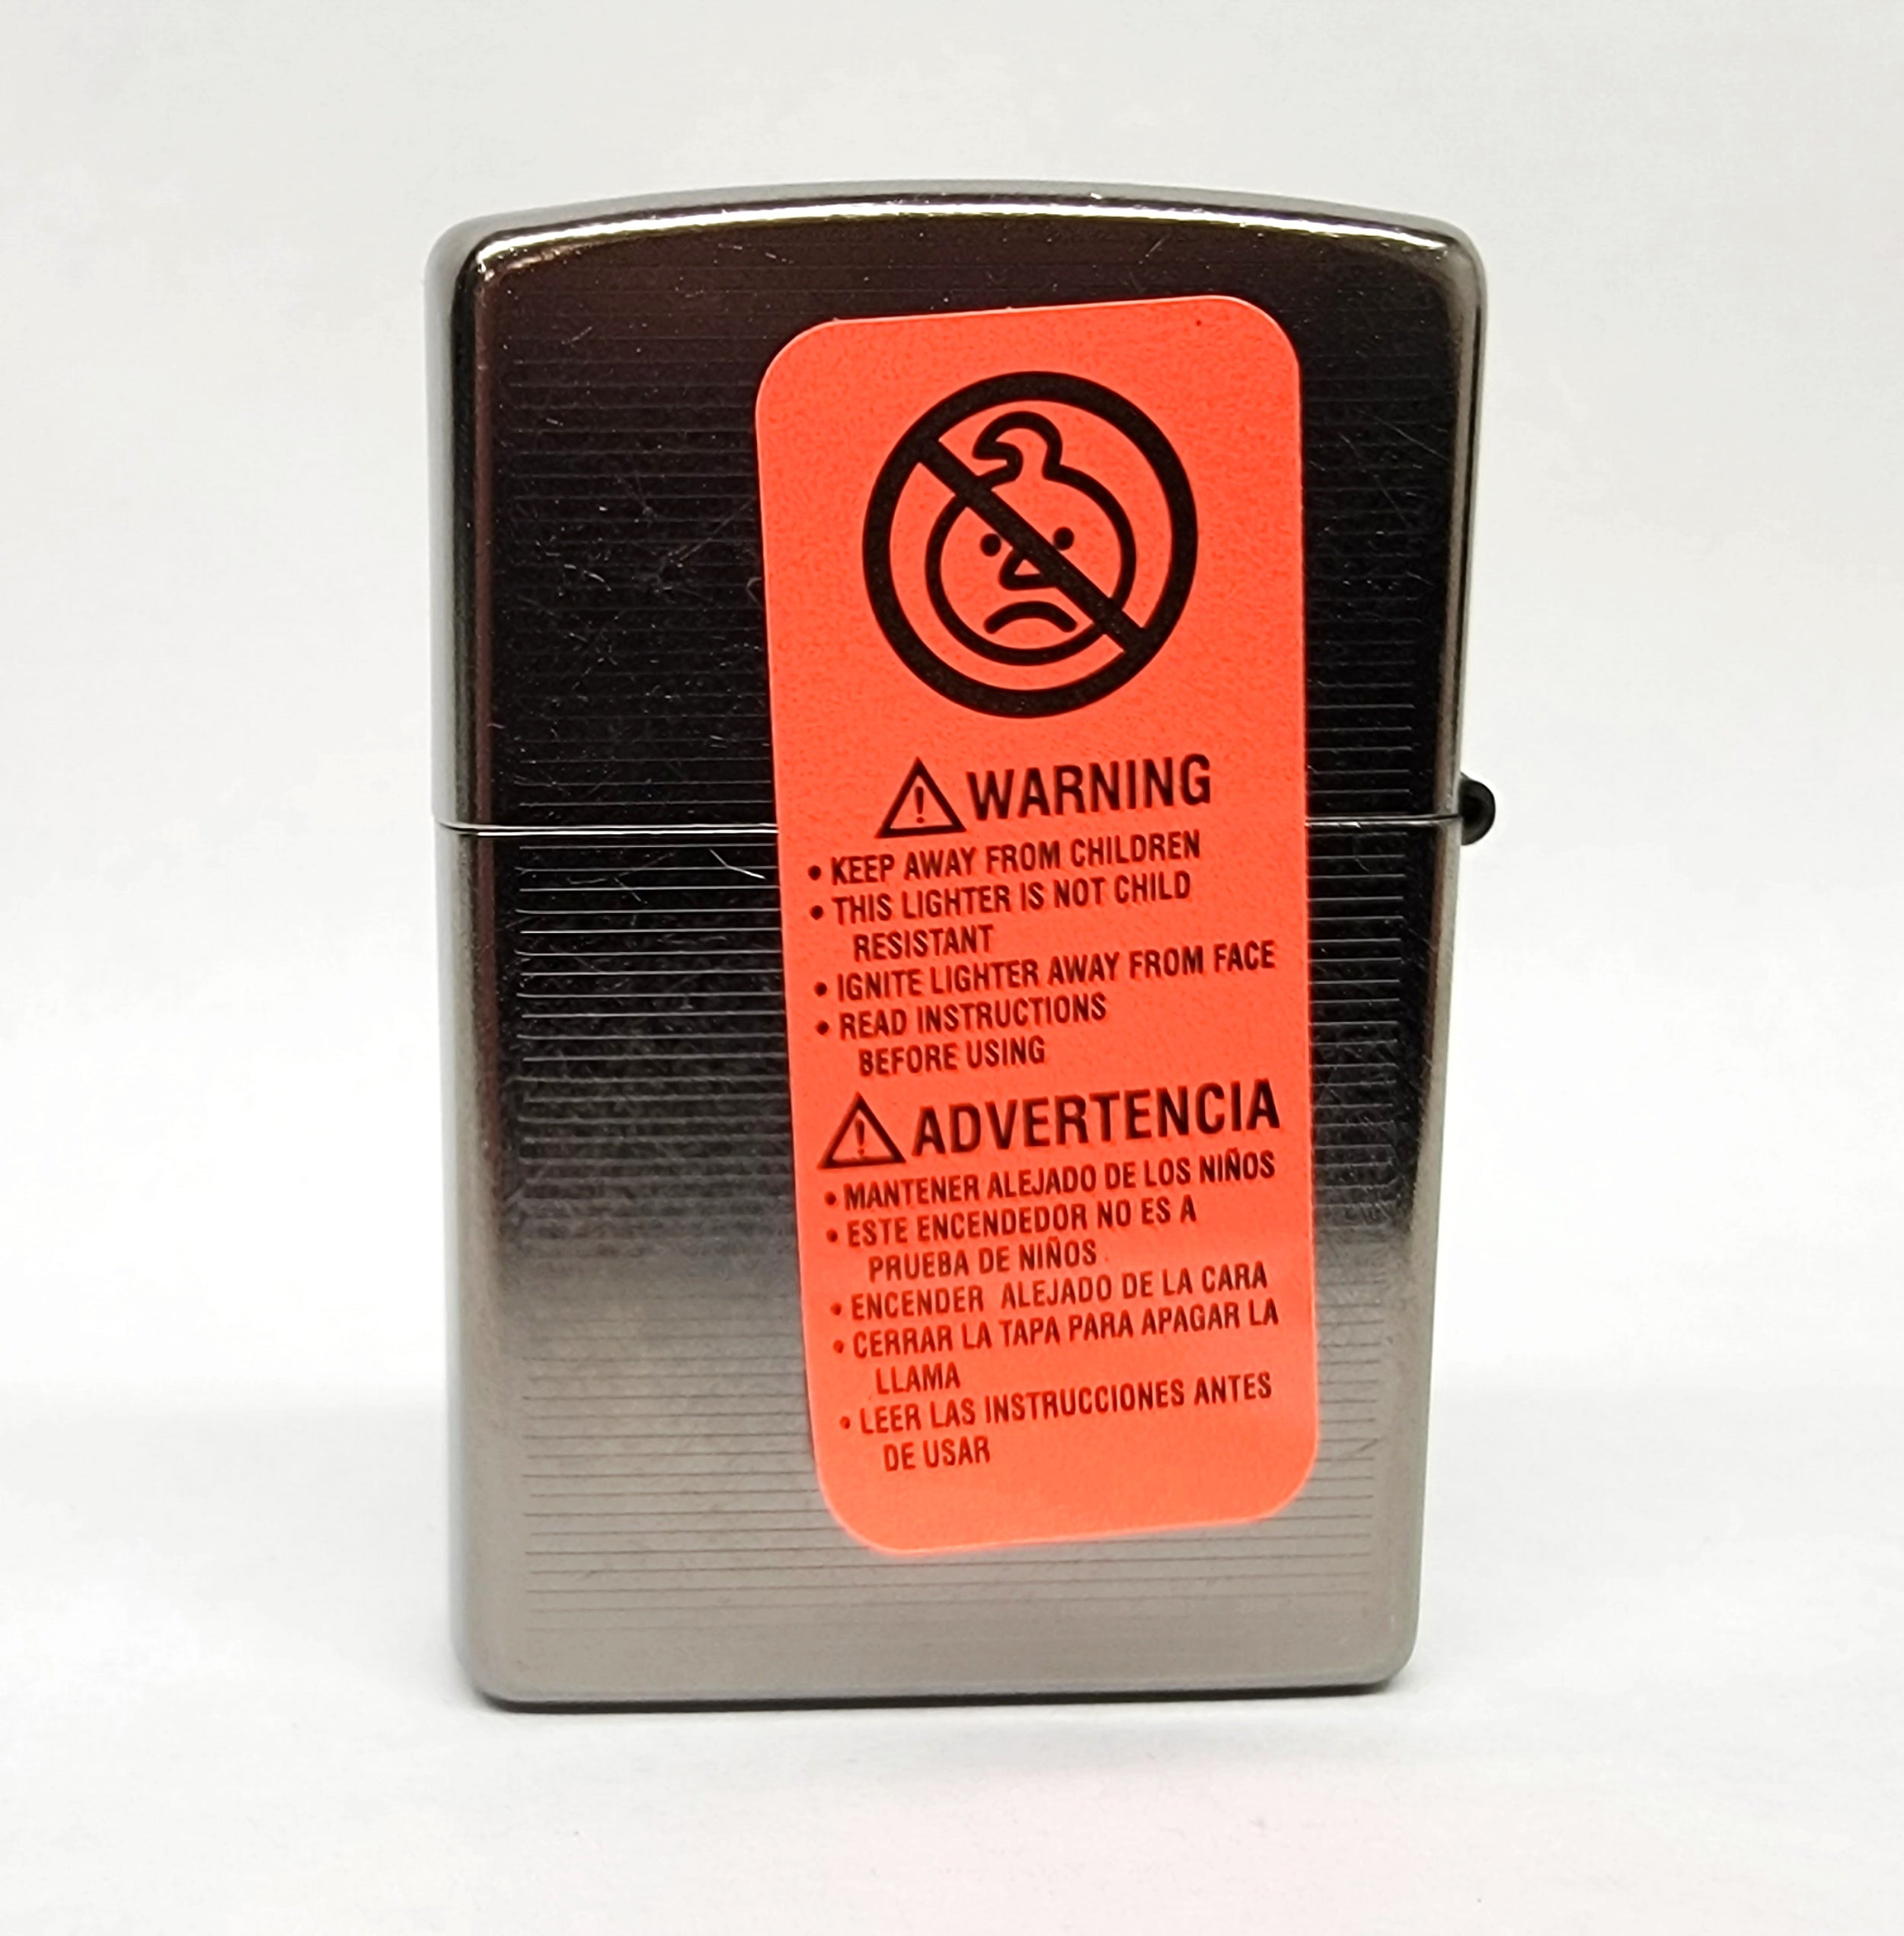 WARNING
• KEEP AWAY FROM CHILDREN
• THIS LIGHTER IS NOT CHILD
RESISTANT
• IGNITE LIGHTER AWAY FROM FACE
• READ INSTRUCTIONS
BEFORE USING
ADVERTENCIA
• MANTENER ALEJADO DE LOS NIÑOS
• ESTE ENCENDEDOR NO ES A
PRUEBA DE NIÑOS
• ENCENDER ALEJADO DE LA CARA
• CERRAR LA TAPA PARA APAGAR LA
LLAMA
• LEER LAS INSTRUCCIONES ANTES
DE USAR